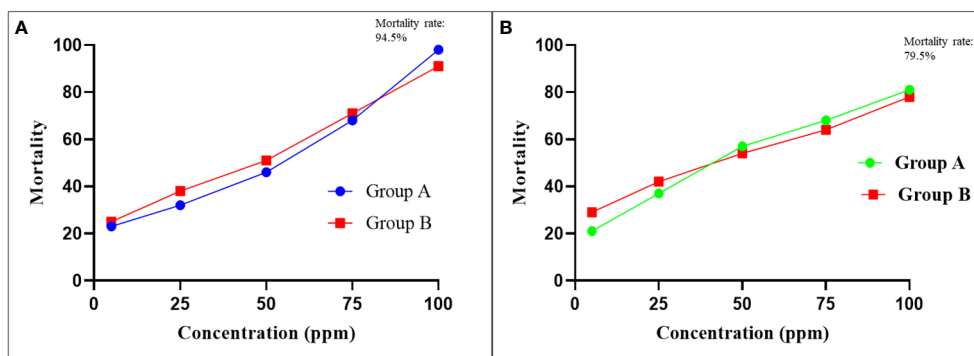 A
Mortality rate:
94.5%
100
80
60
40
20
0
Mortality
Group A
Group B
0
25
50
75
100
Concentration (ppm)
B
Mortality rate:
79.5%
100
80
60
40
20
0
Mortality
Group A
Group B
0
25
50
75
100
Concentration (ppm)